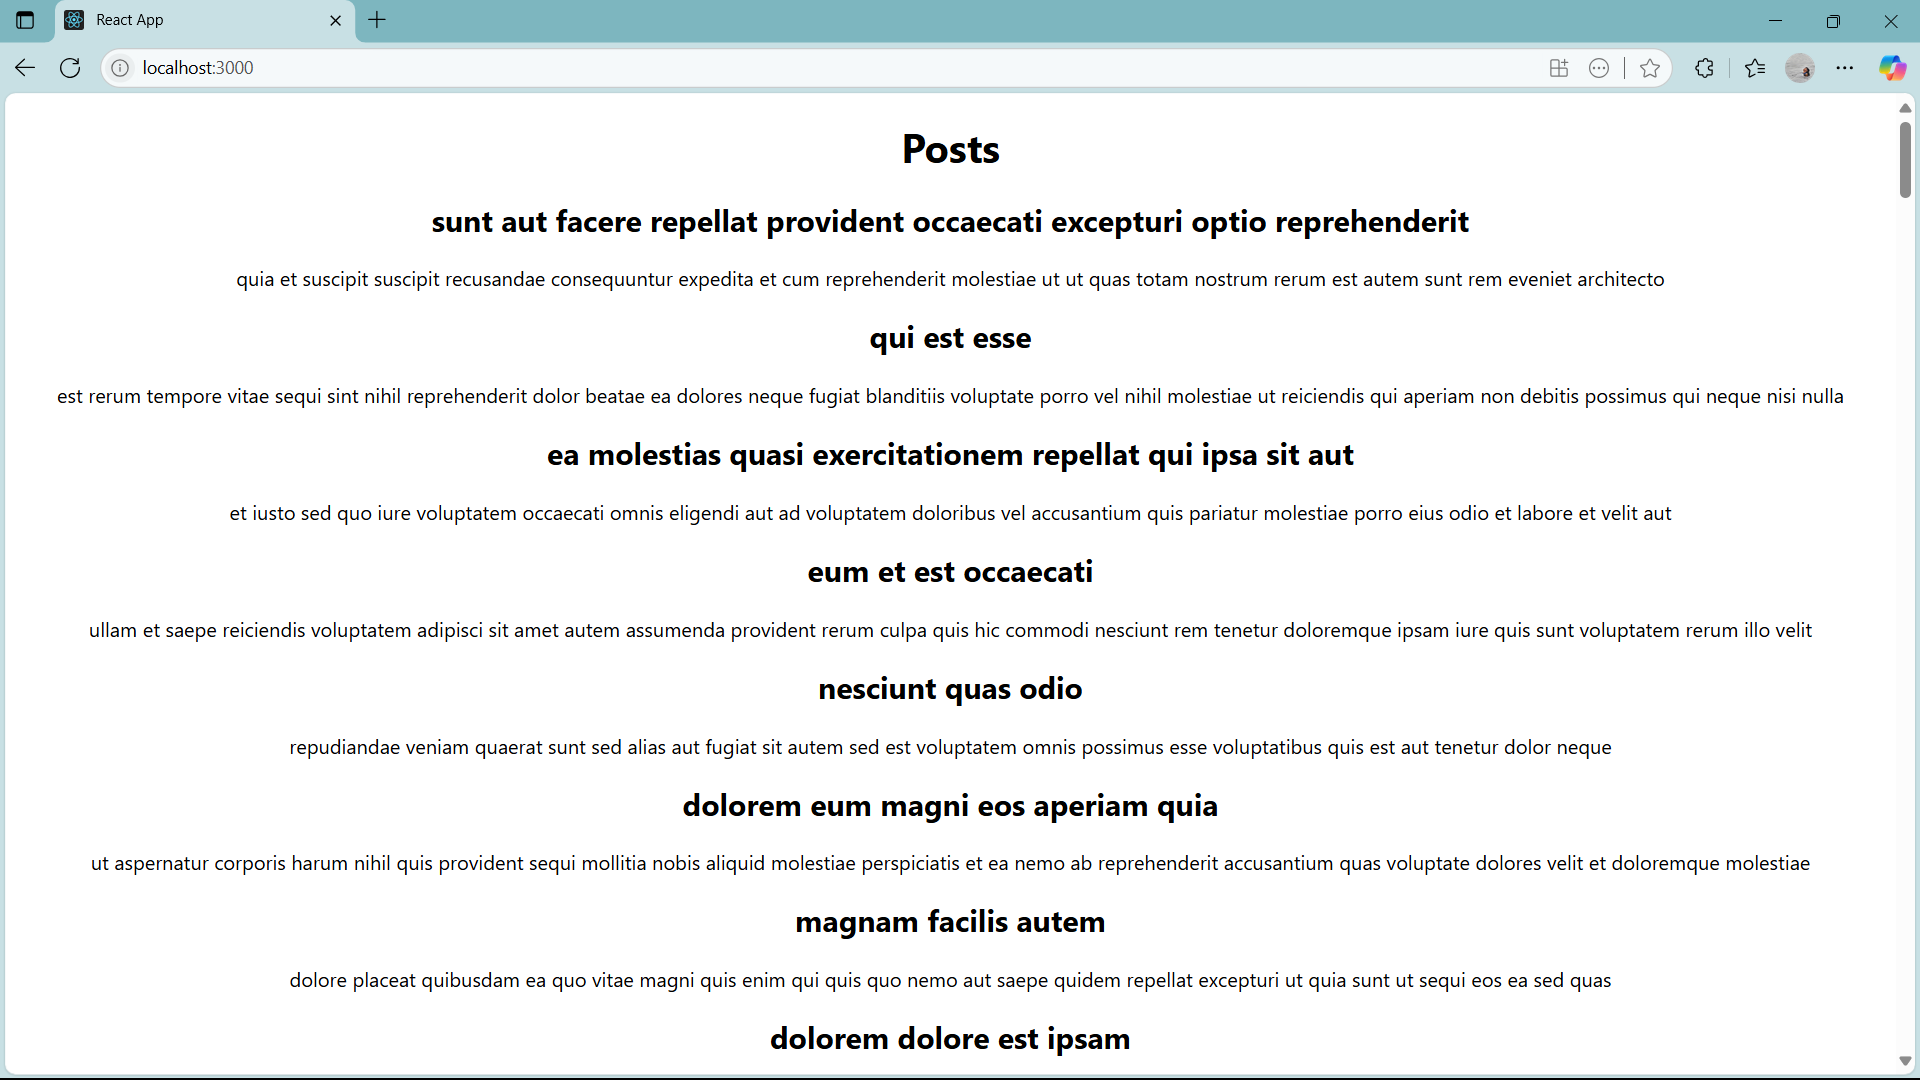 React App
localhost:3000
Posts
sunt aut facere repellat provident occaecati excepturi optio reprehenderit
quia et suscipit suscipit recusandae consequuntur expedita et cum reprehenderit molestiae ut ut quas totam nostrum rerum est autem sunt rem eveniet architecto
qui est esse
est rerum tempore vitae sequi sint nihil reprehenderit dolor beatae ea dolores neque fugiat blanditiis voluptate porro vel nihil molestiae ut reiciendis qui aperiam non debitis possimus qui neque nisi nulla
ea molestias quasi exercitationem repellat qui ipsa sit aut
et iusto sed quo iure voluptatem occaecati omnis eligendi aut ad voluptatem doloribus vel accusantium quis pariatur molestiae porro eius odio et labore et velit aut
eum et est occaecati
ullam et saepe reiciendis voluptatem adipisci sit amet autem assumenda provident rerum culpa quis hic commodi nesciunt rem tenetur doloremque ipsam iure quis sunt voluptatem rerum illo velit
nesciunt quas odio
repudiandae veniam quaerat sunt sed alias aut fugiat sit autem sed est voluptatem omnis possimus esse voluptatibus quis est aut tenetur dolor neque
dolorem eum magni eos aperiam quia
ut aspernatur corporis harum nihil quis provident sequi mollitia nobis aliquid molestiae perspiciatis et ea nemo ab reprehenderit accusantium quas voluptate dolores velit et doloremque molestiae
magnam facilis autem
dolore placeat quibusdam ea quo vitae magni quis enim qui quis quo nemo aut saepe quidem repellat excepturi ut quia sunt ut sequi eos ea sed quas
dolorem dolore est ipsam